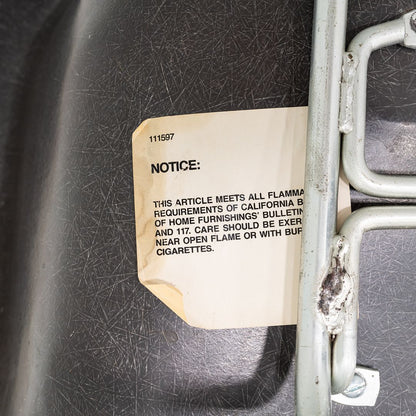 111597
NOTICE:
THIS ARTICLE MEETS ALL FLAMMA
REQUIREMENTS OF CALIFORNIA B
OF HOME FURNISHINGS' BULLETIN
AND 117. CARE SHOULD BE EXER
NEAR OPEN FLAME OR WITH BUR
CIGARETTES.